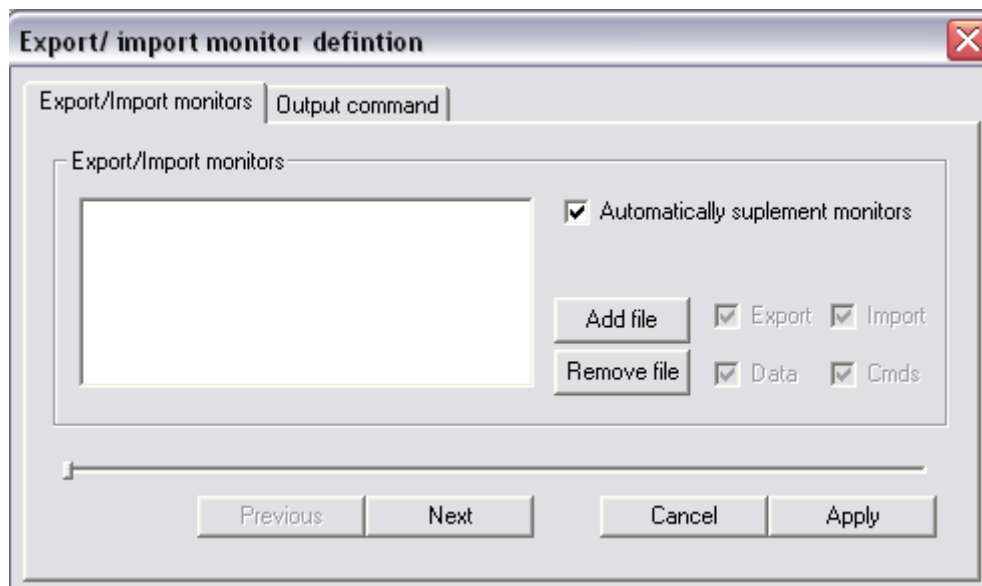 Export/ import monitor defintion
Export/Import monitors
Output command
Export/Import monitors
Automatically suplement monitors
Add file
Export
Import
Remove file
Data
Cmds
Previous
Next
Cancel
Apply